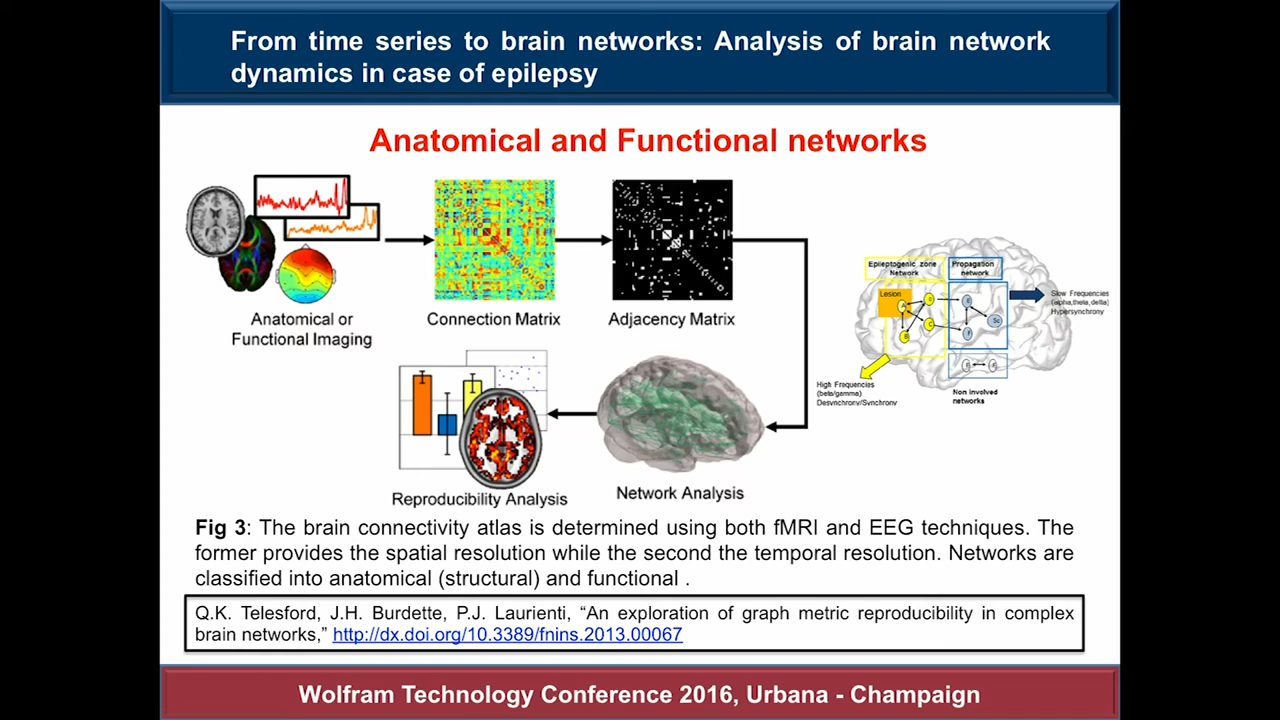 From time series to brain networks: Analysis of brain network
dynamics in case of epilepsy
Anatomical and Functional networks
Anatomical or
Functional Imaging
Connection Matrix
Adjacency Matrix
Epileptogenic zone
Network
Propagation
network
Lesion
Slow Frequencies
(alpha,theta,delta)
Hypersynchrony
High Frequencies
(beta/gamma)
Desynchrony/Synchrony
Non involved
networks
Reproducibility Analysis
Network Analysis
Fig 3: The brain connectivity atlas is determined using both fMRI and EEG techniques. The
former provides the spatial resolution while the second the temporal resolution. Networks are
classified into anatomical (structural) and functional .
Q.K. Telesford, J.H. Burdette, P.J. Laurienti, “An exploration of graph metric reproducibility in complex
brain networks,” http://dx.doi.org/10.3389/fnins.2013.00067
Wolfram Technology Conference 2016, Urbana - Champaign